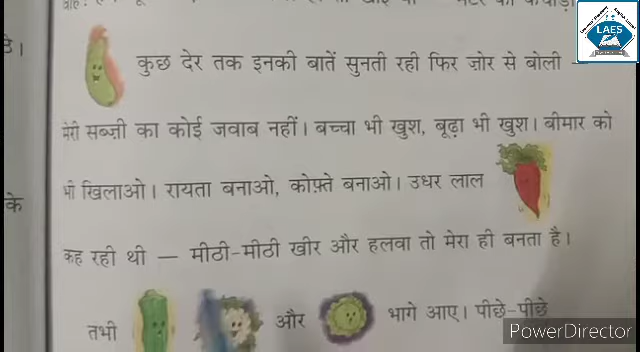 कुछ देर तक इनकी बातें सुनती रही फिर ज़ोर से बोली –
मेरी सब्ज़ी का कोई जवाब नहीं। बच्चा भी खुश, बूढ़ा भी खुश। बीमार को
भी खिलाओ। रायता बनाओ, कोफ़्ते बनाओ। उधर लाल
के
कह रही थी — मीठी-मीठी खीर और हलवा तो मेरा ही बनता है।
तभी और भागे आए। पीछे-पीछे
LAES
PowerDirector